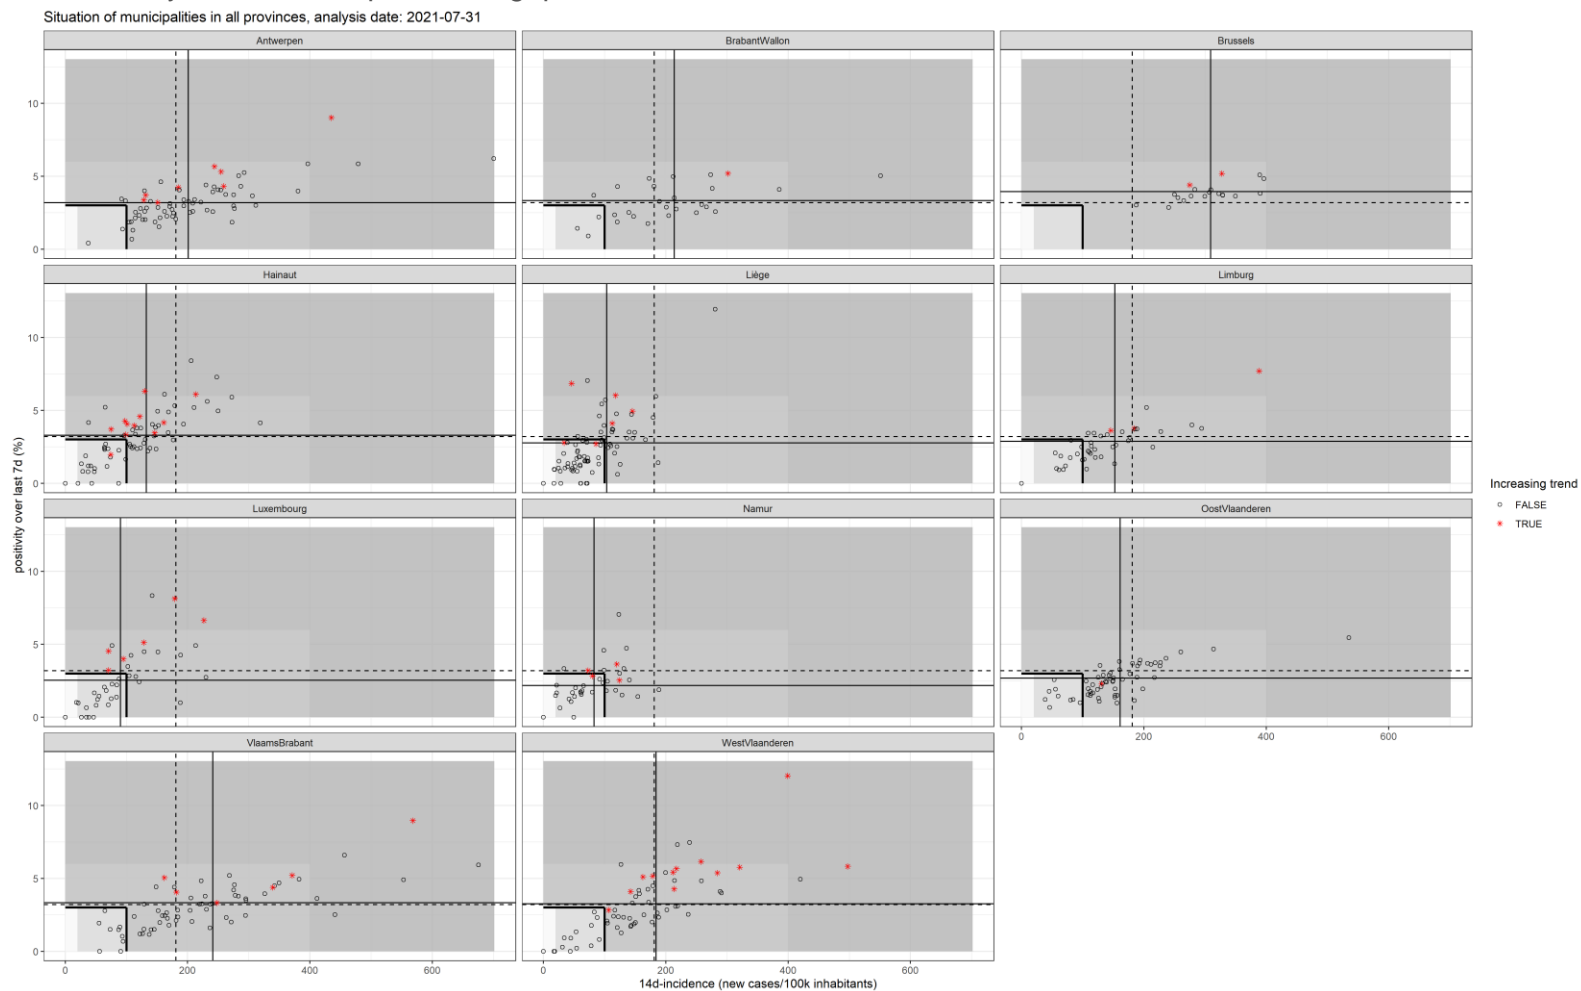 Situation of municipalities in all provinces, analysis date: 2021-07-31
Antwerpen
BrabantWallon
Brussels
10
5
0
Hainaut
Liège
Limburg
10
5
0
Luxembourg
Namur
OostVlaanderen
10
5
0
0
200
400
600
VlaamsBrabant
WestVlaanderen
10
5
0
0
200
400
600
0
200
400
600
positivity over last 7d (%)
14d-incidence (new cases/100k inhabitants)
Increasing trend
FALSE
TRUE